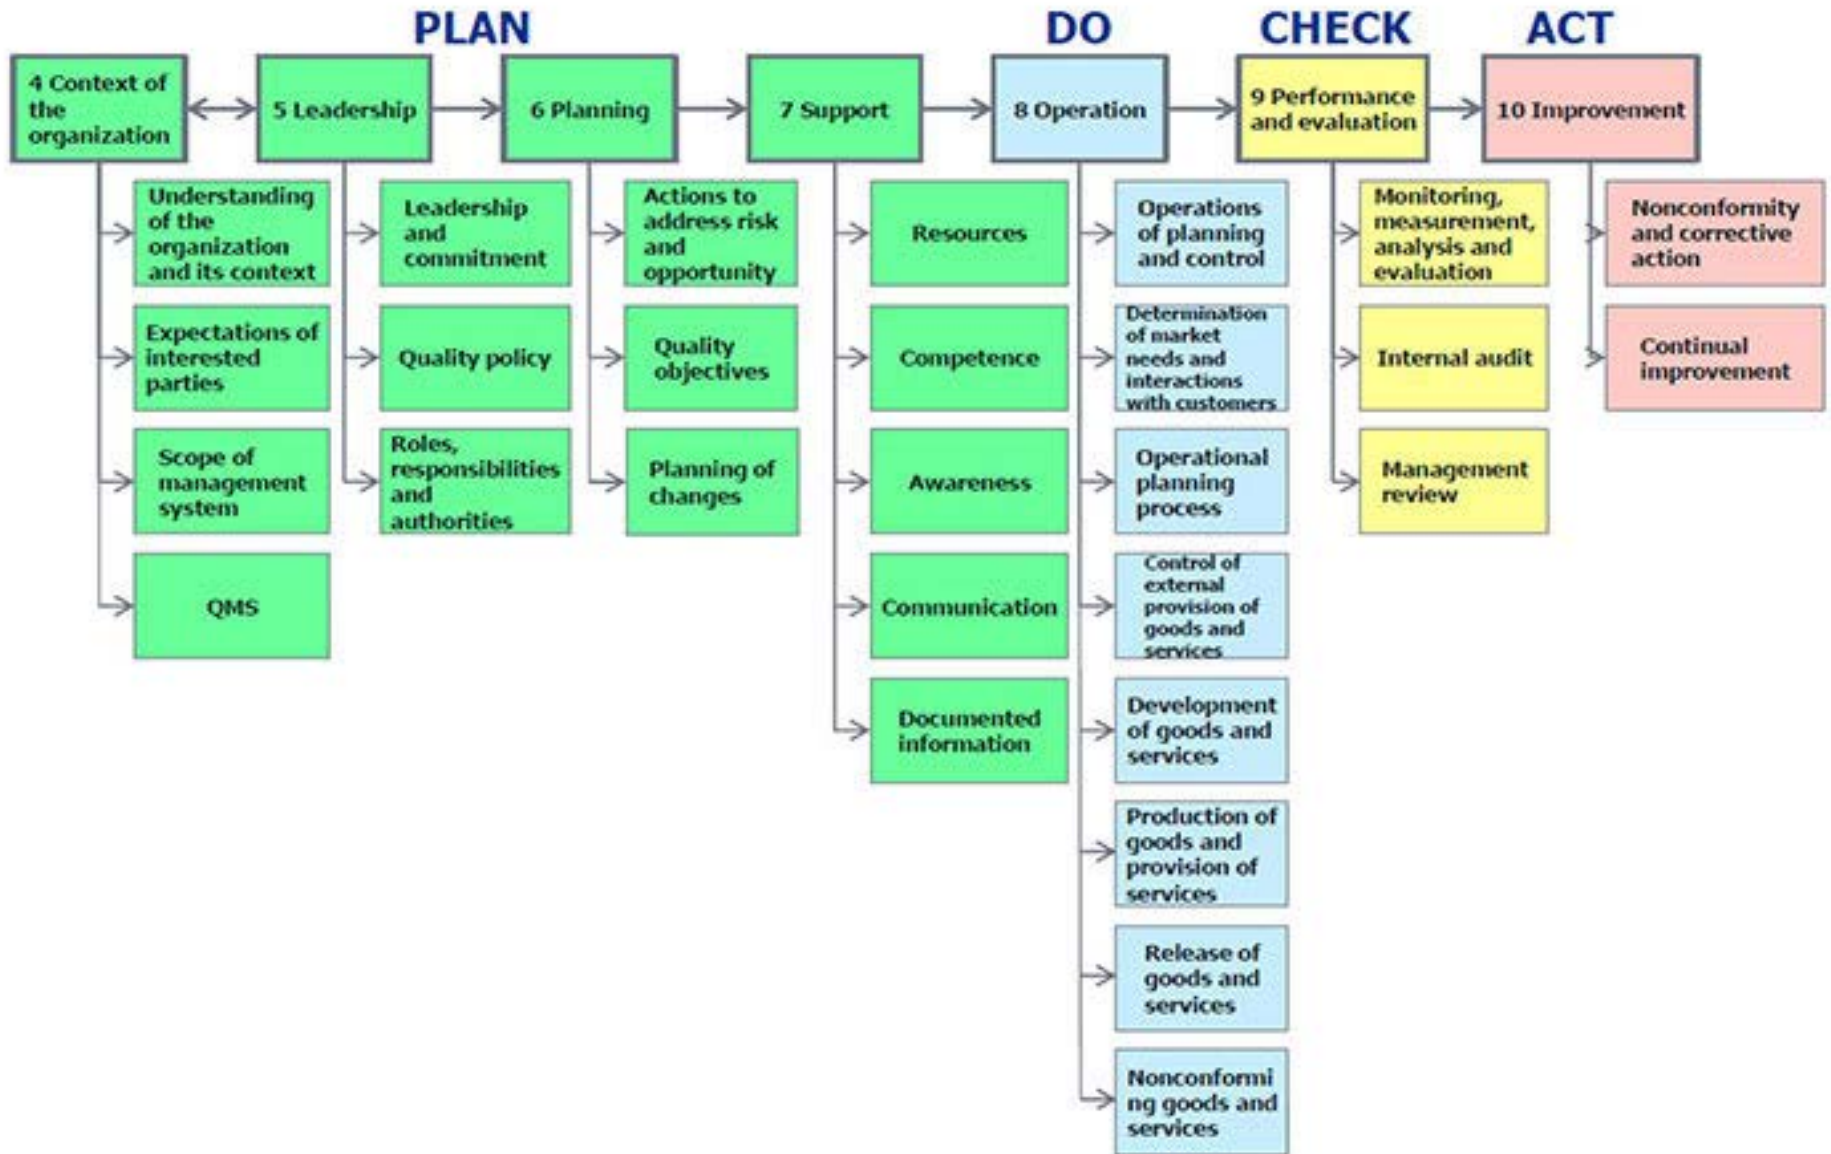 PLAN
DO
CHECK
ACT
4 Context of
the
organization
5 Leadership
6 Planning
7 Support
8 Operation
9 Performance
and evaluation
10 Improvement
Understanding
of the
organization
and its context
Expectations of
interested
parties
Scope of
management
system
QMS
Leadership
and
commitment
Quality policy
Roles,
responsibilities
and
authorities
Actions to
address risk
and
opportunity
Quality
objectives
Planning of
changes
Resources
Competence
Awareness
Communication
Documented
information
Operations
of planning
and control
Determination
of market
needs and
interactions
with customers
Operational
planning
process
Control of
external
provision of
goods and
services
Development
of goods and
services
Production of
goods and
provision of
services
Release of
goods and
services
Nonconformi
ng goods and
services
Monitoring,
measurement,
analysis and
evaluation
Internal audit
Management
review
Nonconformity
and corrective
action
Continual
improvement